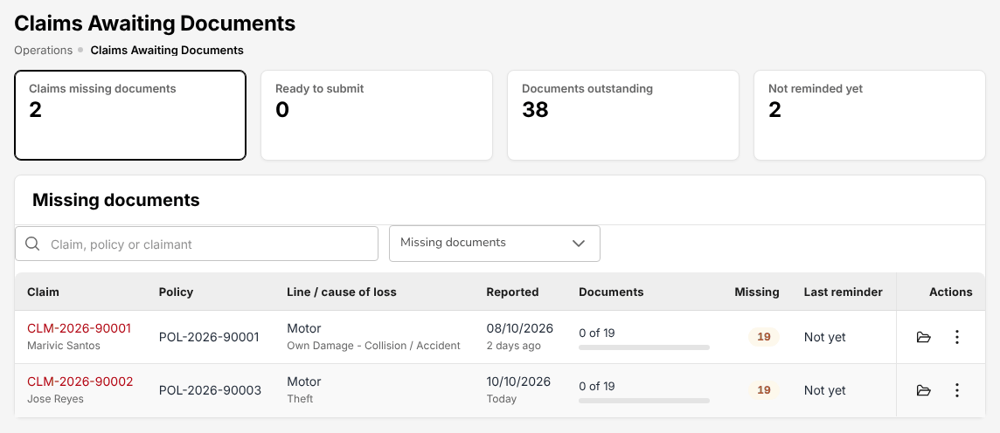 Claims Awaiting Documents
Operations Claims Awaiting Documents
Claims missing documents
2
Ready to submit
0
Documents outstanding
38
Not reminded yet
2
Missing documents
Claim, policy or claimant
Missing documents
Claim Policy Line / cause of loss Reported Documents Missing Last reminder Actions
CLM-2026-90001 POL-2026-90001 Motor 08/10/2026 0 of 19 19 Not yet
Marivic Santos Own Damage - Collision / Accident 2 days ago
CLM-2026-90002 POL-2026-90003 Motor 10/10/2026 0 of 19 19 Not yet
Jose Reyes Theft Today